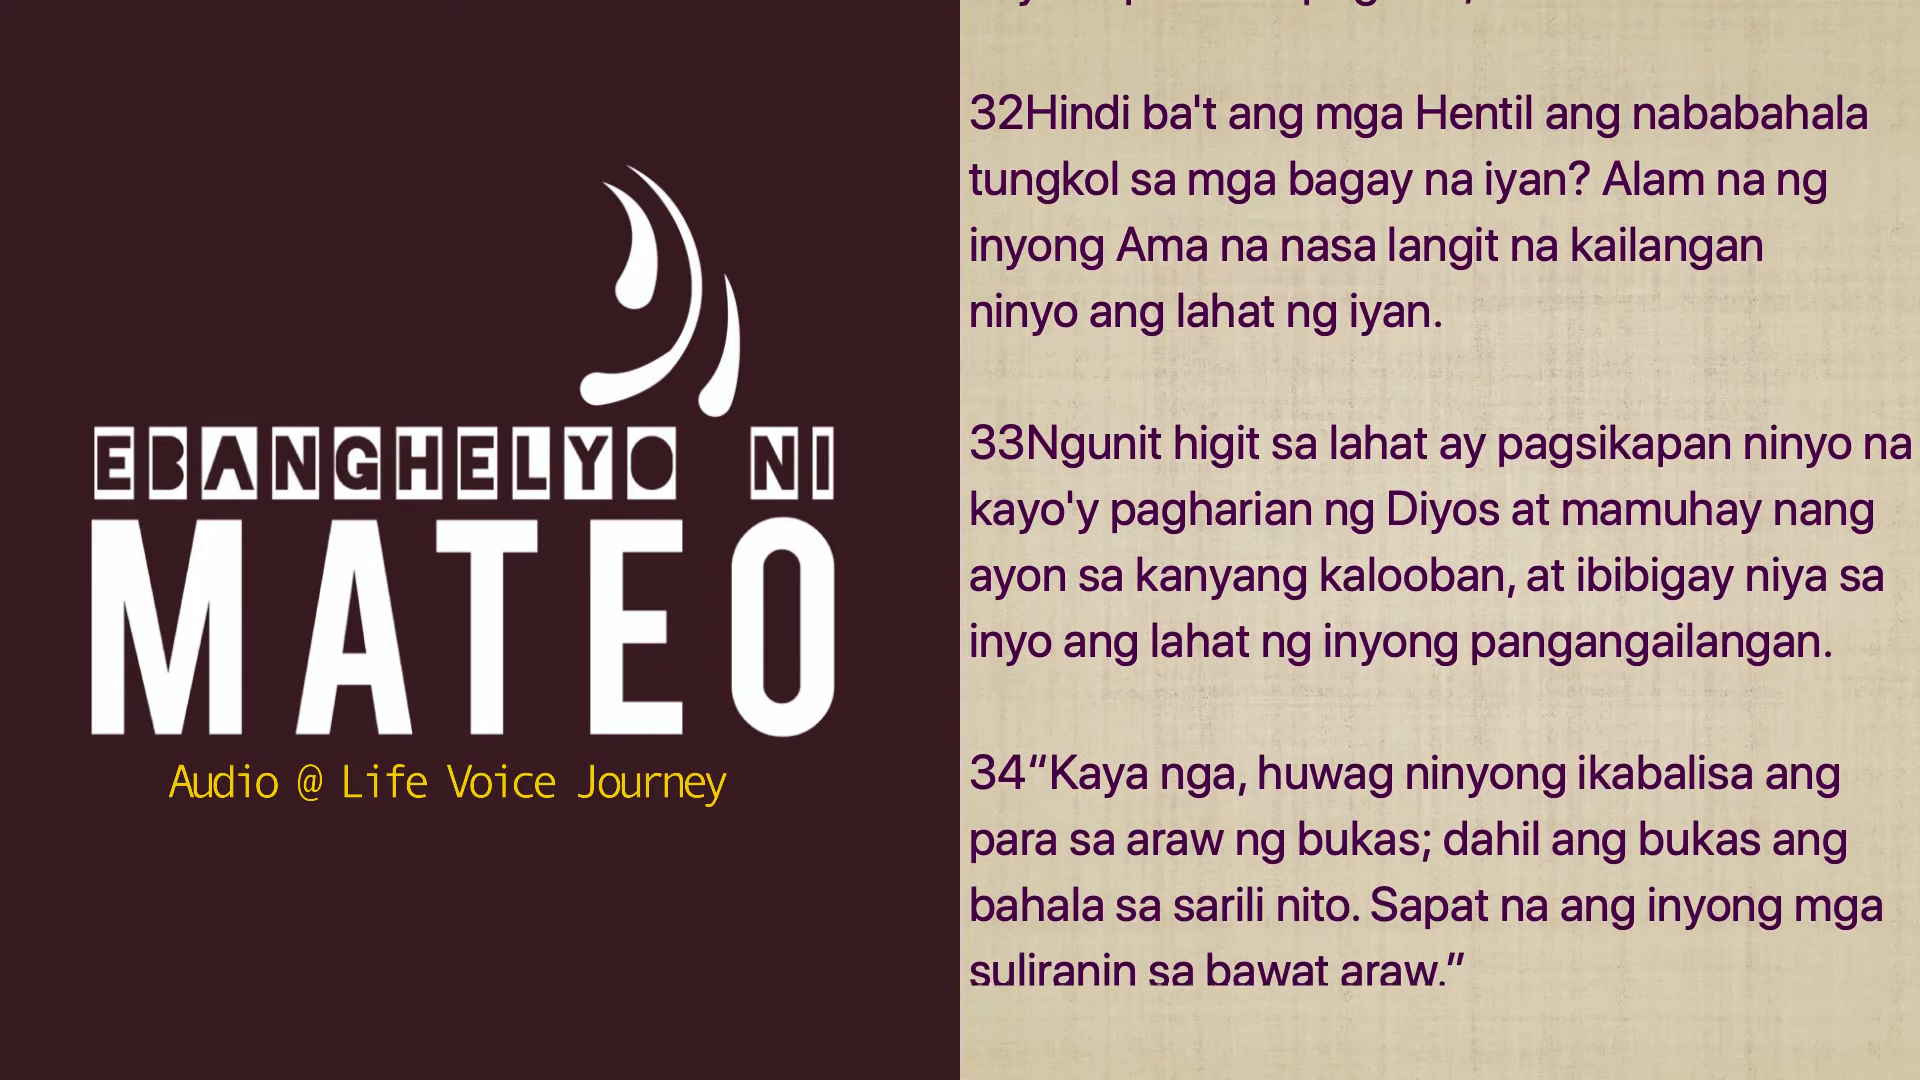 EBANGHELYO NI
MATEO
Audio @ Life Voice Journey
32Hindi ba't ang mga Hentil ang nababahala
tungkol sa mga bagay na iyan? Alam na ng
inyong Ama na nasa langit na kailangan
ninyo ang lahat ng iyan.
33Ngunit higit sa lahat ay pagsikapan ninyo na
kayo'y pagharian ng Diyos at mamuhay nang
ayon sa kanyang kalooban, at ibibigay niya sa
inyo ang lahat ng inyong pangangailangan.
34“Kaya nga, huwag ninyong ikabalisa ang
para sa araw ng bukas; dahil ang bukas ang
bahala sa sarili nito. Sapat na ang inyong mga
suliranin sa bawat araw.”